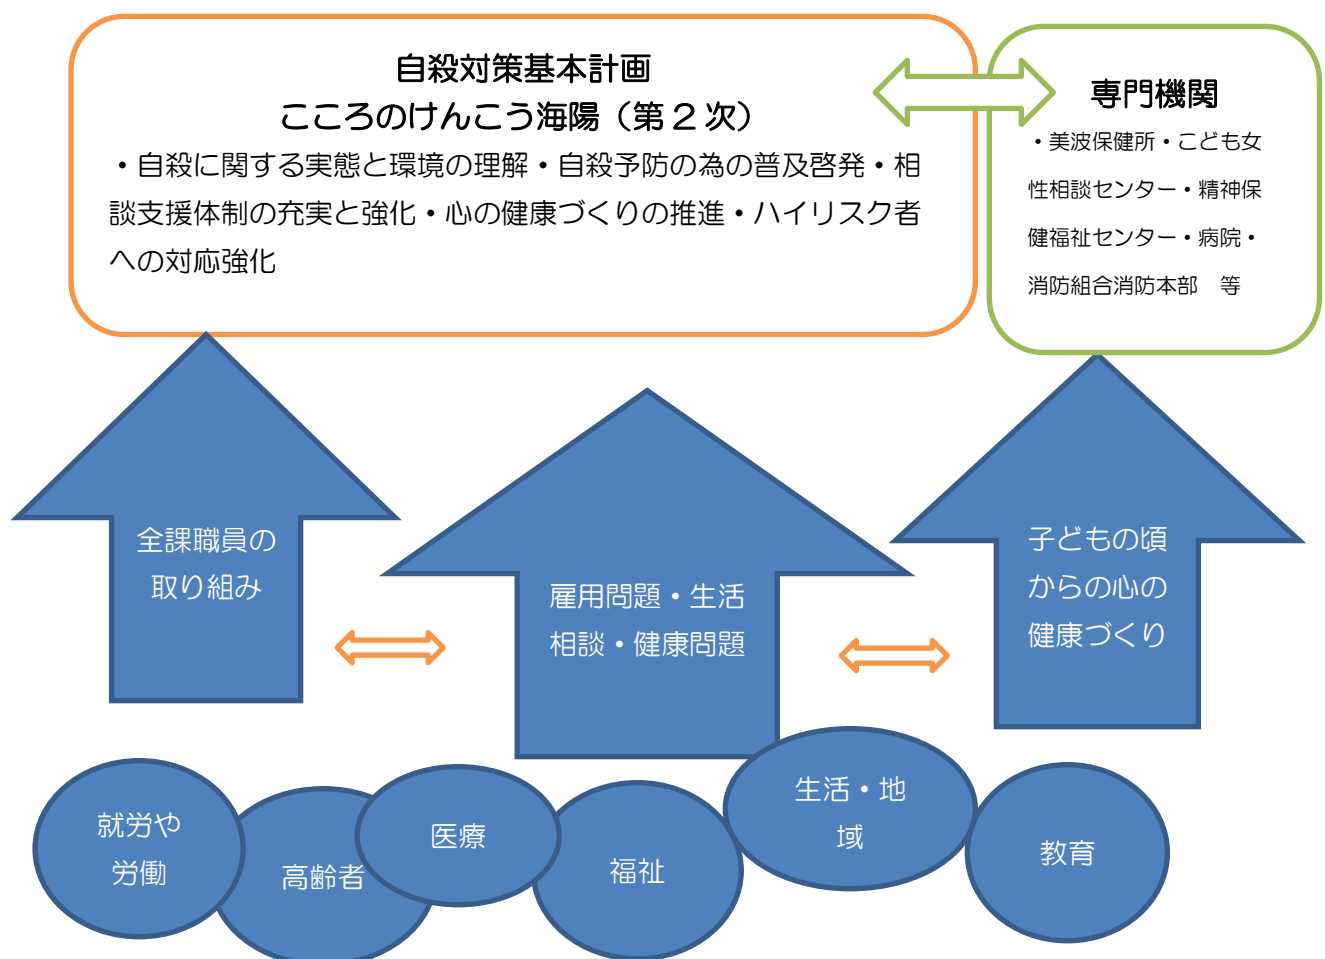 自殺対策基本計画
こころのけんこう海陽（第２次）
・自殺に関する実態と環境の理解・自殺予防の為の普及啓発・相
談支援体制の充実と強化・心の健康づくりの推進・ハイリスク者
への対応強化
専門機関
・美波保健所・こども女
性相談センター・精神保
健福祉センター・病院・
消防組合消防本部　等
全課職員の
取り組み
雇用問題・生活
相談・健康問題
子どもの頃
からの心の
健康づくり
就労や
労働
高齢者
医療
福祉
生活・地
域
教育